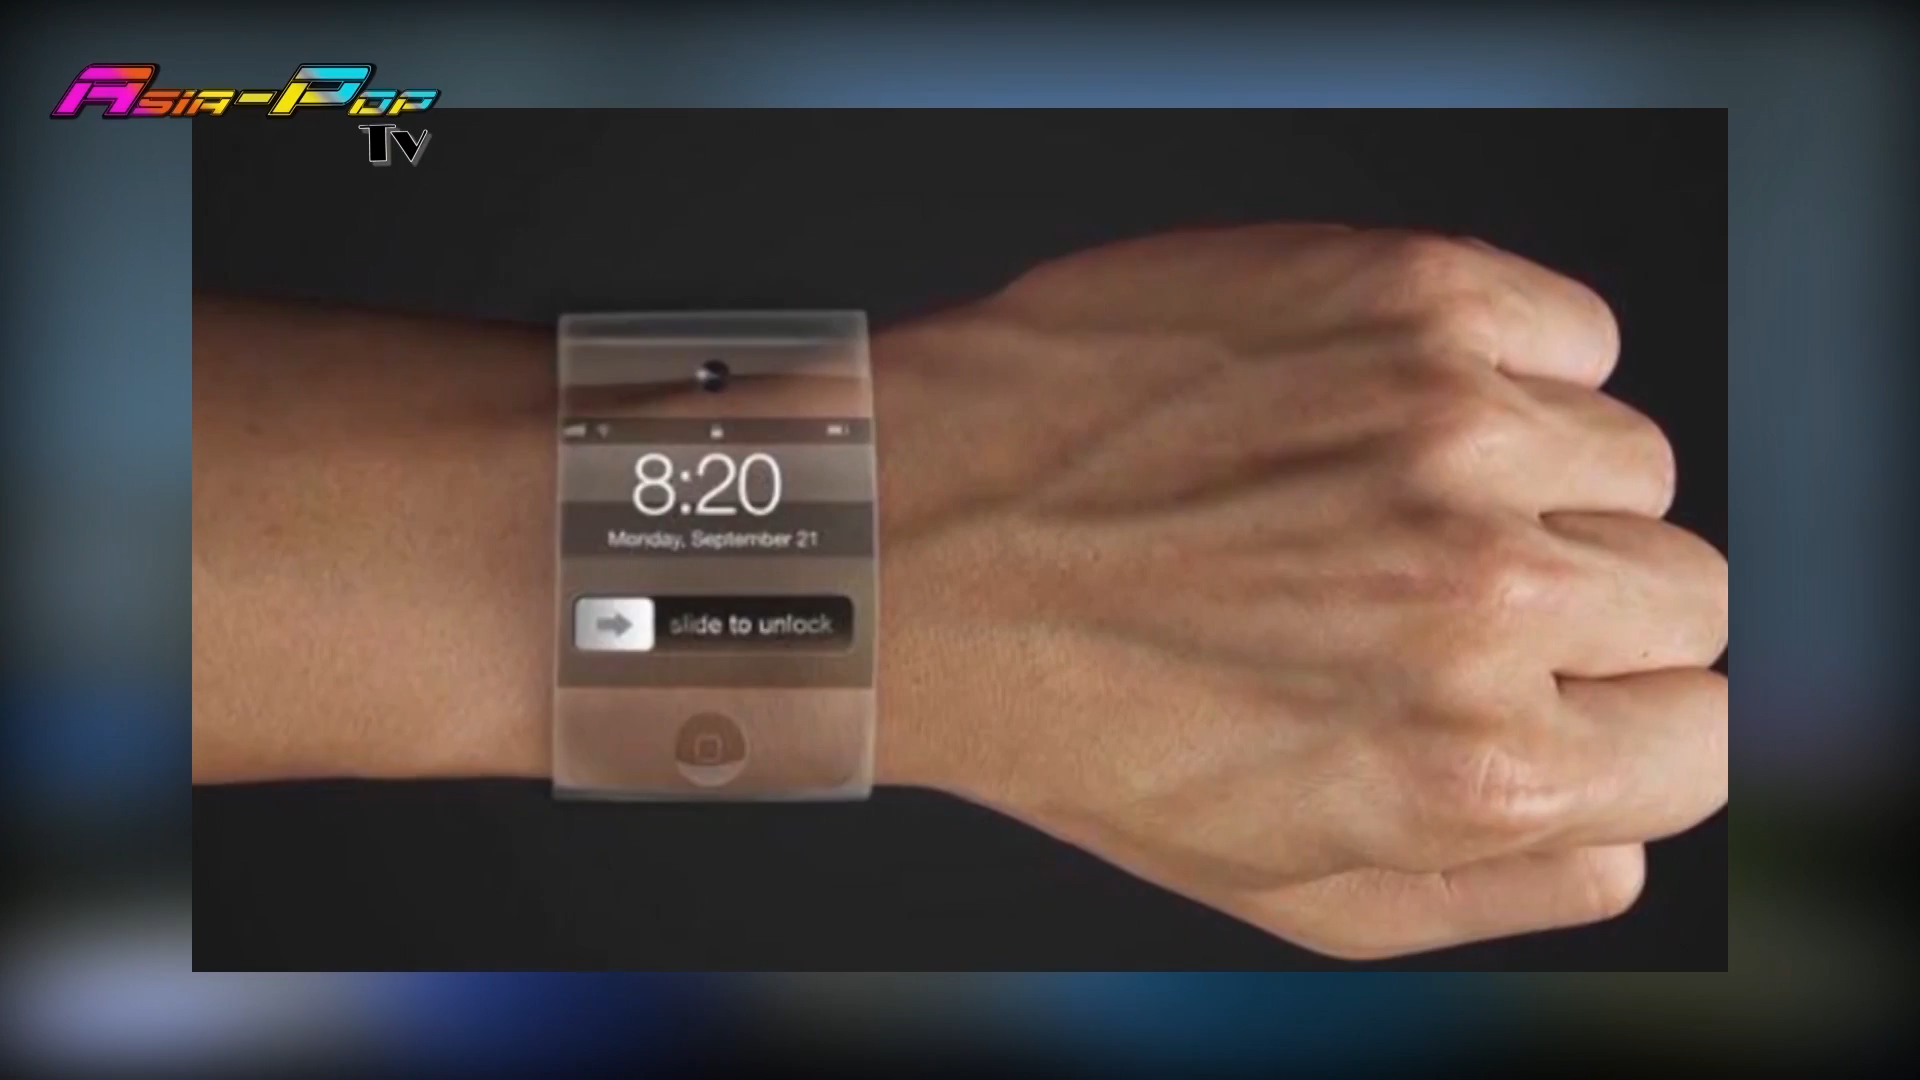 Asia-Pop
Tv
8:20
Monday, September 21
slide to unlock